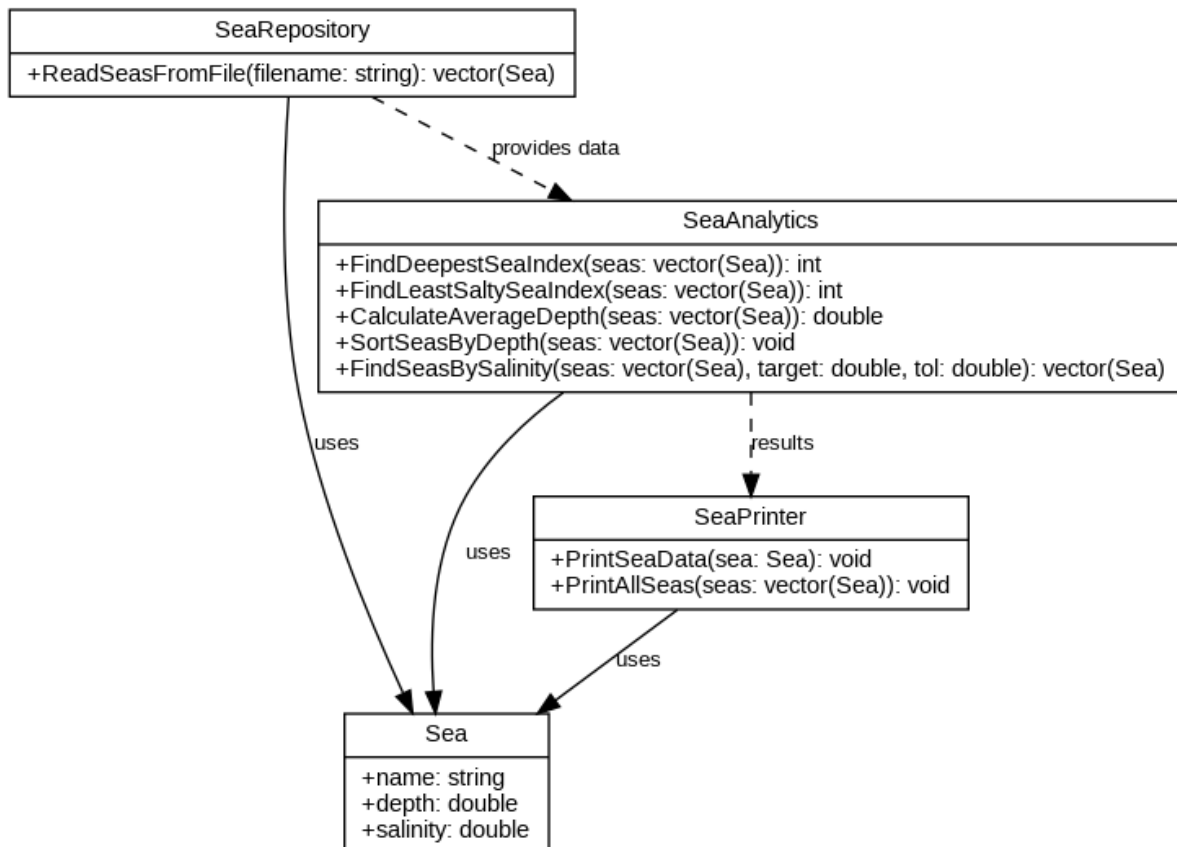 SeaRepository
+ReadSeasFromFile(filename: string): vector(Sea)
provides data
SeaAnalytics
+FindDeepestSeaIndex(seas: vector(Sea)): int
+FindLeastSaltySeaIndex(seas: vector(Sea)): int
+CalculateAverageDepth(seas: vector(Sea)): double
+SortSeasByDepth(seas: vector(Sea)): void
+FindSeasBySalinity(seas: vector(Sea), target: double, tol: double): vector(Sea)
uses
results
SeaPrinter
+PrintSeaData(sea: Sea): void
+PrintAllSeas(seas: vector(Sea)): void
uses
uses
Sea
+name: string
+depth: double
+salinity: double